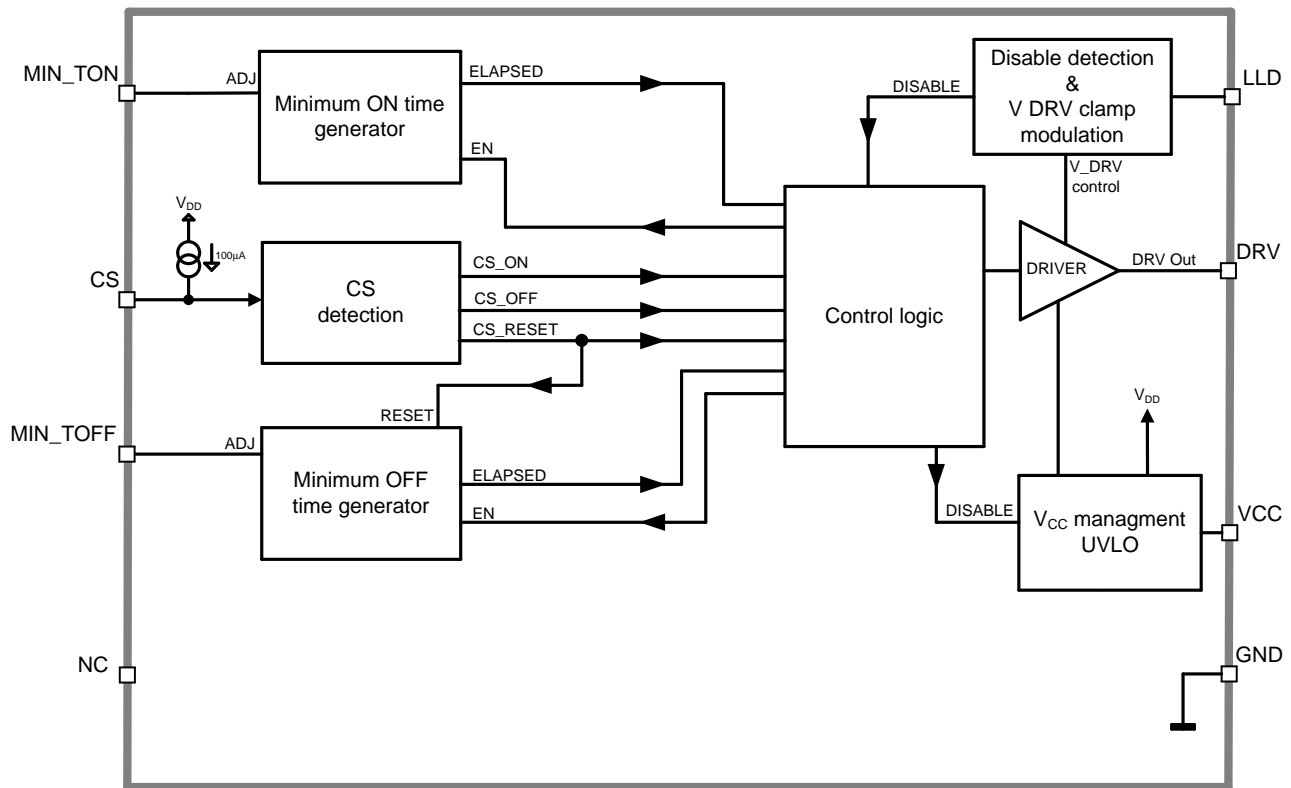 MIN_TON
ADJ
Minimum ON time
generator
ELAPSED
EN
DISABLE
Disable detection
&
V DRV clamp
modulation
LLD
V_DRV
control
VDD
100µA
CS
CS
detection
CS_ON
CS_OFF
CS_RESET
Control logic
DRIVER
DRV Out
DRV
RESET
MIN_TOFF
ADJ
Minimum OFF
time generator
ELAPSED
EN
VDD
DISABLE
VCC managment
UVLO
VCC
NC
GND